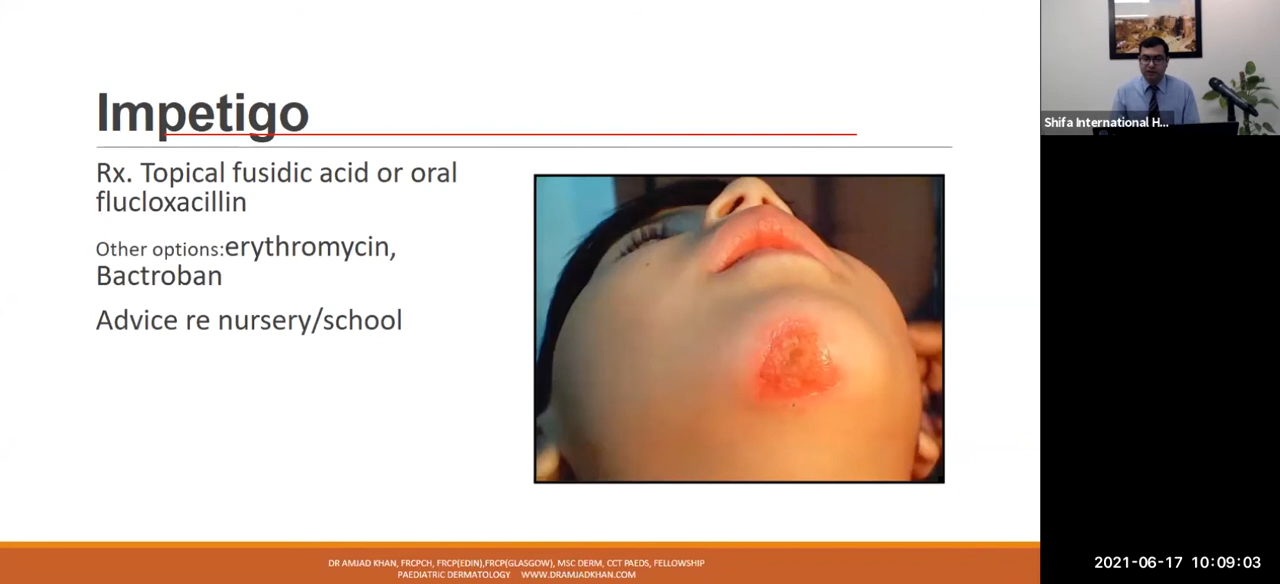 Impetigo
Rx. Topical fusidic acid or oral
flucloxacillin
Other options:erythromycin,
Bactroban
Advice re nursery/school
DR AMJAD KHAN, FRCPCH, FRCP(EDIN),FRCP(GLASGOW), MSC DERM, CCT PAEDS, FELLOWSHIP
PAEDIATRIC DERMATOLOGY WWW.DRAMJADKHAN.COM
Shifa International H...
2021-06-17 10:09:03